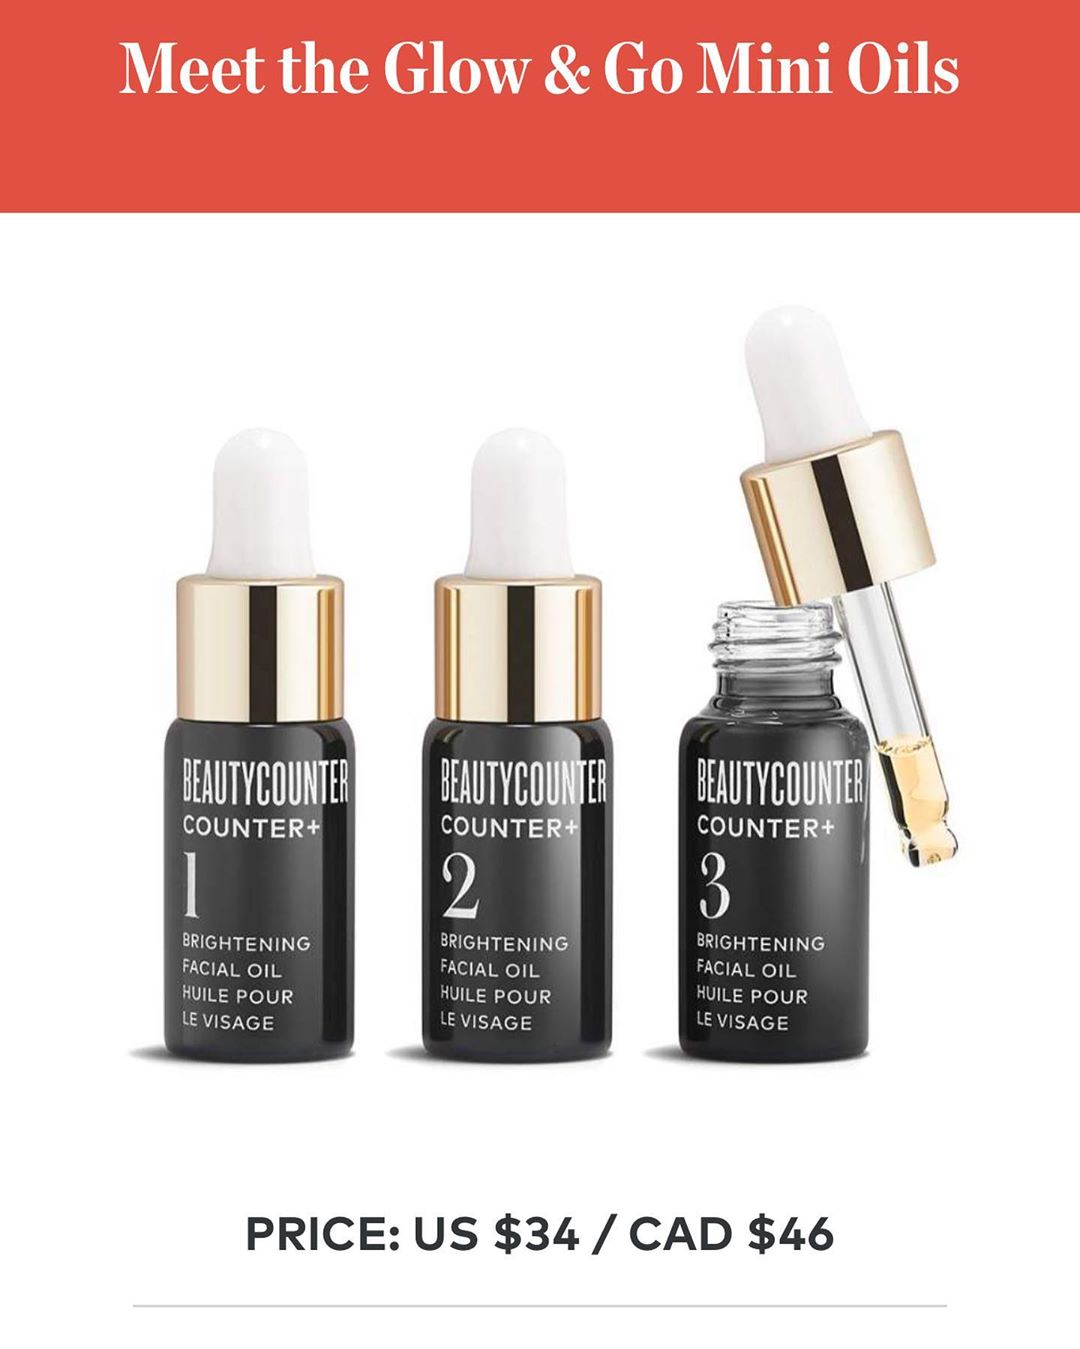 Meet the Glow & Go Mini Oils
BEAUTYCOUNTER
COUNTER+
1
BRIGHTENING
FACIAL OIL
HUILE POUR
LE VISAGE
BEAUTYCOUNTER
COUNTER+
2
BRIGHTENING
FACIAL OIL
HUILE POUR
LE VISAGE
BEAUTYCOUNTER
COUNTER+
3
BRIGHTENING
FACIAL OIL
HUILE POUR
LE VISAGE
PRICE: US $34 / CAD $46